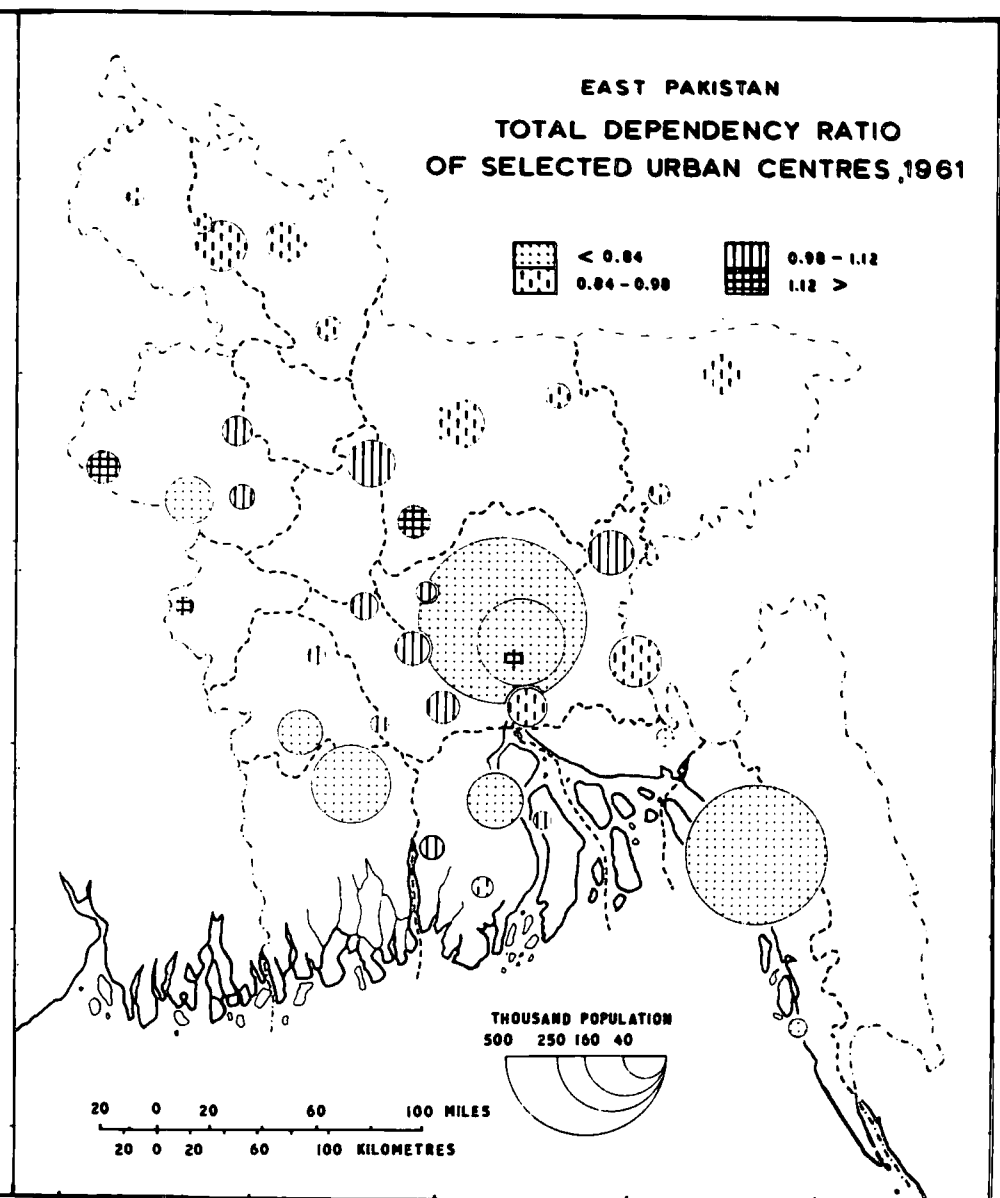 EAST PAKISTAN
TOTAL DEPENDENCY RATIO
OF SELECTED URBAN CENTRES, 1961
< 0.84
0.84 – 0.98
0.98 – 1.12
1.12 >
THOUSAND POPULATION
500 250 160 40
20 0 20 60 100 MILES
20 0 20 60 100 KILOMETRES